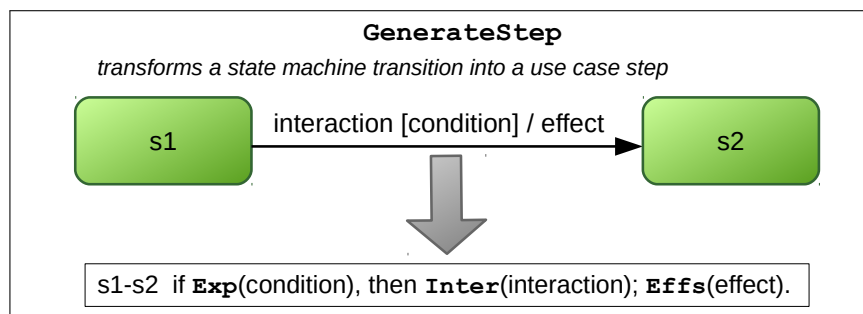 GenerateStep
transforms a state machine transition into a use case step
s1
interaction [condition] / effect
s2
s1-s2 if Exp(condition), then Inter(interaction); Effs(effect).